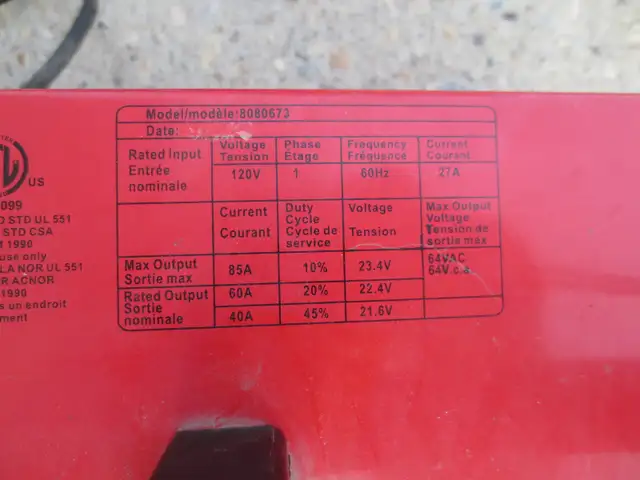 Model/modèle:8080673
Date:
Rated Input
Entrée
nominale
Voltage
Tension
Phase
Étage
Frequency
Fréquence
Current
Courant
120V
1
60Hz
27A
Current
Courant
Duty
Cycle
Cycle de
service
Voltage
Tension
Max Output
Voltage
Tension de
sortie max
Max Output
Sortie max
85A
10%
23.4V
64VAC
64V c.a.
Rated Output
Sortie
nominale
60A
20%
22.4V
40A
45%
21.6V
US
099
D STD UL 551
STD CSA
1990
use only
LA NOR UL 551
R ACNOR
1990
s un endroit
ment